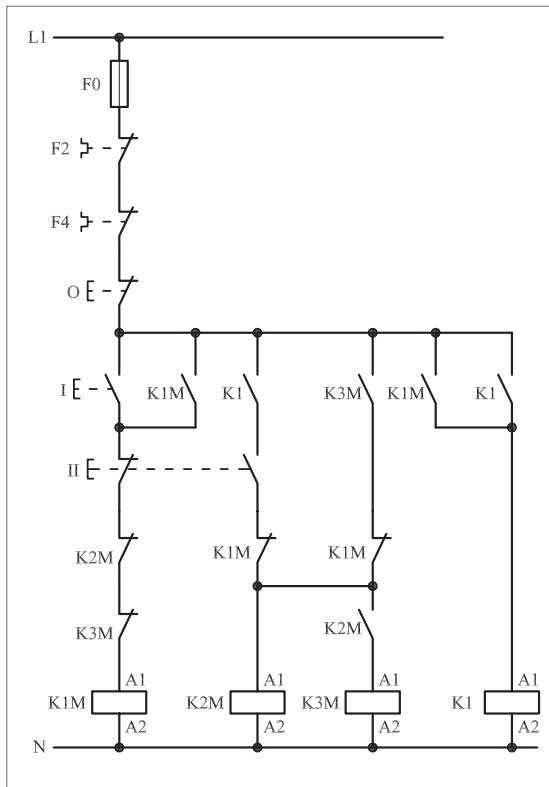 L1
F0
F2
F4
O
I K1M K1 K3M K1M K1
II
K2M K1M K1M
K3M K2M
A1 A1 A1 A1
K1M K2M K3M K1
A2 A2 A2 A2
N